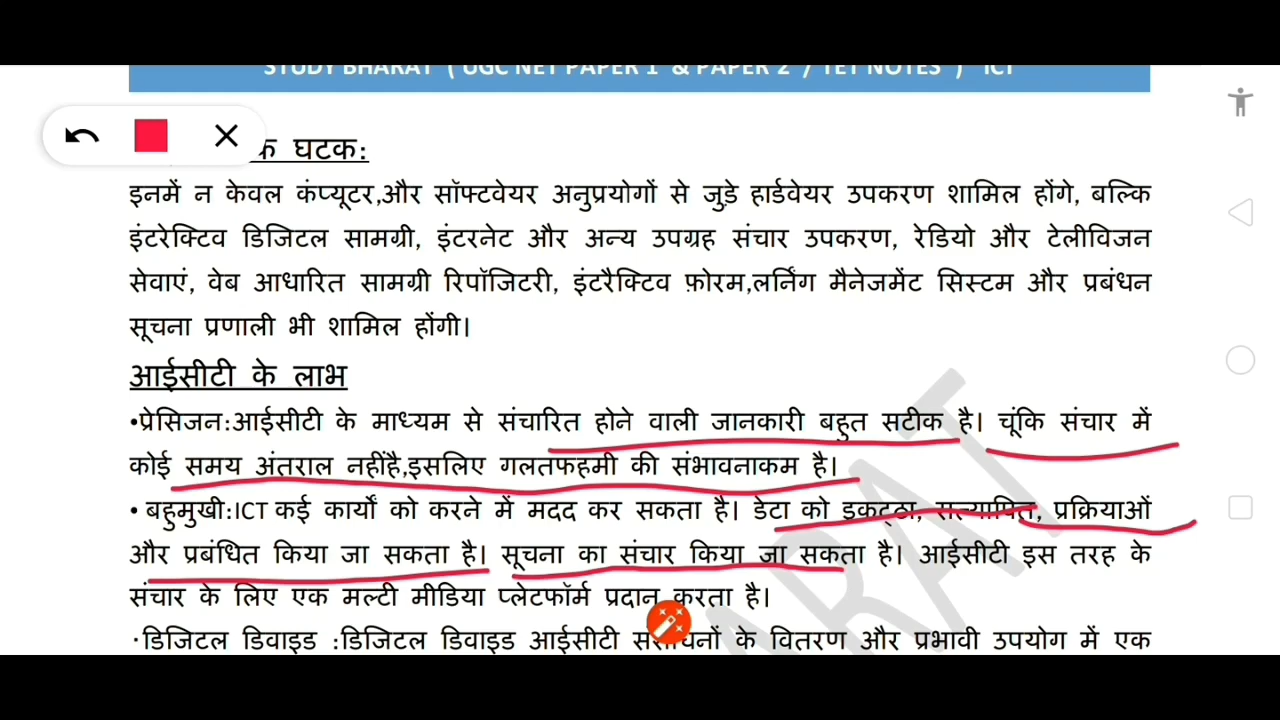 STUDY BHARAT ( UGC NET PAPER 1 & PAPER 2 / TET NOTES ) ICT
घटक:
इनमें न केवल कंप्यूटर,और सॉफ्टवेयर अनुप्रयोगों से जुड़े हार्डवेयर उपकरण शामिल होंगे, बल्कि
इंटरेक्टिव डिजिटल सामग्री, इंटरनेट और अन्य उपग्रह संचार उपकरण, रेडियो और टेलीविजन
सेवाएं, वेब आधारित सामग्री रिपॉजिटरी, इंटरैक्टिव फ़ोरम,लर्निंग मैनेजमेंट सिस्टम और प्रबंधन
सूचना प्रणाली भी शामिल होंगी।
आईसीटी के लाभ
•प्रेसिजन:आईसीटी के माध्यम से संचारित होने वाली जानकारी बहुत सटीक है। चूंकि संचार में
कोई समय अंतराल नहींहै,इसलिए गलतफहमी की संभावनाकम है।
• बहुमुखी:ICT कई कार्यों को करने में मदद कर सकता है। डेटा को इकट्ठा, सत्यापित, प्रक्रियाओं
और प्रबंधित किया जा सकता है। सूचना का संचार किया जा सकता है। आईसीटी इस तरह के
संचार के लिए एक मल्टी मीडिया प्लेटफॉर्म प्रदान करता है।
·डिजिटल डिवाइड :डिजिटल डिवाइड आईसीटी संसाधनों के वितरण और प्रभावी उपयोग में एक
ARAT